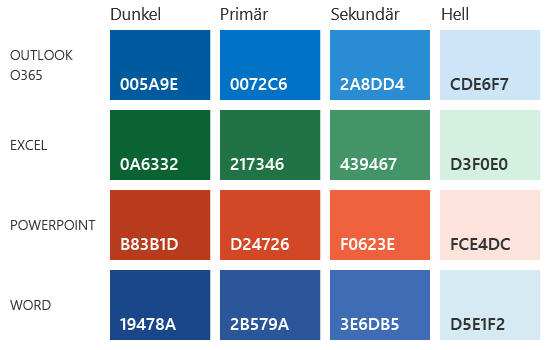 Dunkel Primär Sekundär Hell
OUTLOOK
O365
005A9E 0072C6 2A8DD4 CDE6F7
EXCEL
0A6332 217346 439467 D3F0E0
POWERPOINT
B83B1D D24726 F0623E FCE4DC
WORD
19478A 2B579A 3E6DB5 D5E1F2